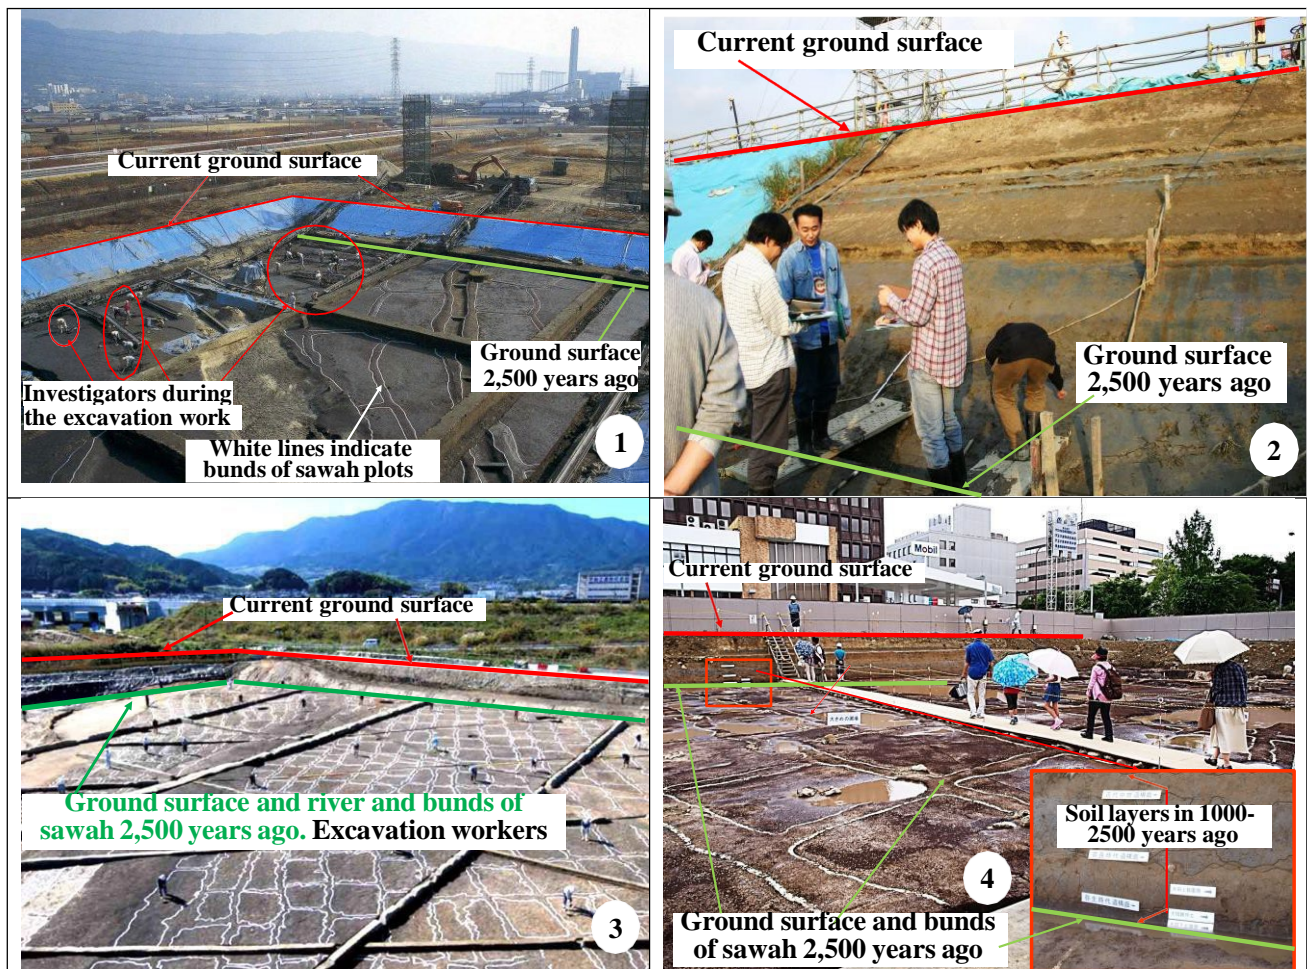 Current ground surface
Ground surface
2,500 years ago
Investigators during
the excavation work
White lines indicate
bunds of sawah plots
1
Current ground surface
Ground surface
2,500 years ago
2
Current ground surface
Ground surface and river and bunds of
sawah 2,500 years ago. Excavation workers
3
Mobil
Current ground surface
Soil layers in 1000-
2500 years ago
4
Ground surface and bunds
of sawah 2,500 years ago